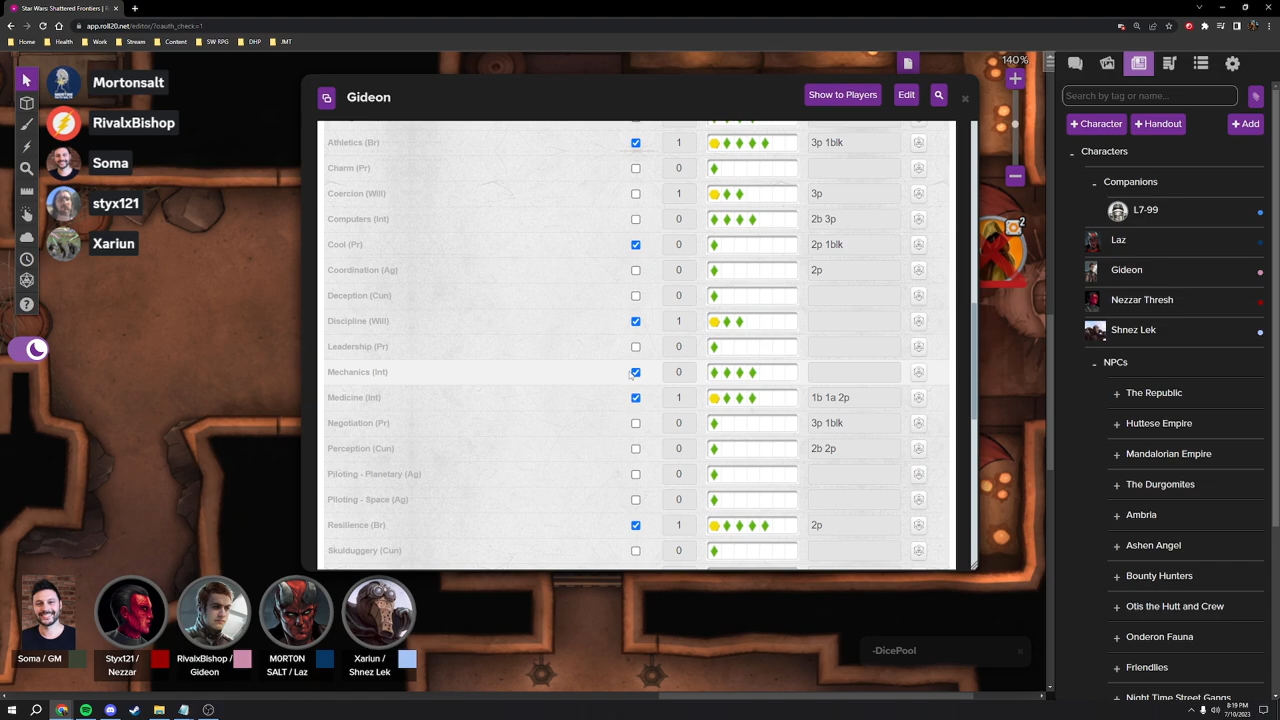 Star Wars: Shattered Frontiers | R
app.roll20.net/editor/?oauth_check=1
Home
Health
Work
Stream
Content
SW RPG
DHP
JMT
Mortonsalt
RivalxBishop
Soma
styx121
Xariun
Gideon
Show to Players
Edit
Athletics (Br) 1 3p 1blk
Charm (Pr) 0
Coercion (Will) 1 3p
Computers (Int) 0 2b 3p
Cool (Pr) 0 2p 1blk
Coordination (Ag) 0 2p
Deception (Cun) 0
Discipline (Will) 1
Leadership (Pr) 0
Mechanics (Int) 0
Medicine (Int) 1 1b 1a 2p
Negotiation (Pr) 0 3p 1blk
Perception (Cun) 0 2b 2p
Piloting - Planetary (Ag) 0
Piloting - Space (Ag) 0
Resilience (Br) 1 2p
Skulduggery (Cun) 0
140%
2
Search by tag or name...
+ Character
+ Handout
+ Add
Characters
Companions
L7-99
Laz
Gideon
Nezzar Thresh
Shnez Lek
NPCs
The Republic
Huttese Empire
Mandalorian Empire
The Durgomites
Ambria
Ashen Angel
Bounty Hunters
Otis the Hutt and Crew
Onderon Fauna
Friendlies
Night Time Street Gangs
-DicePool
Soma / GM
Styx121 /
Nezzar
RivalxBishop /
Gideon
M0RT0N
SALT / Laz
Xariun /
Shnez Lek
8:19 PM
7/10/2023